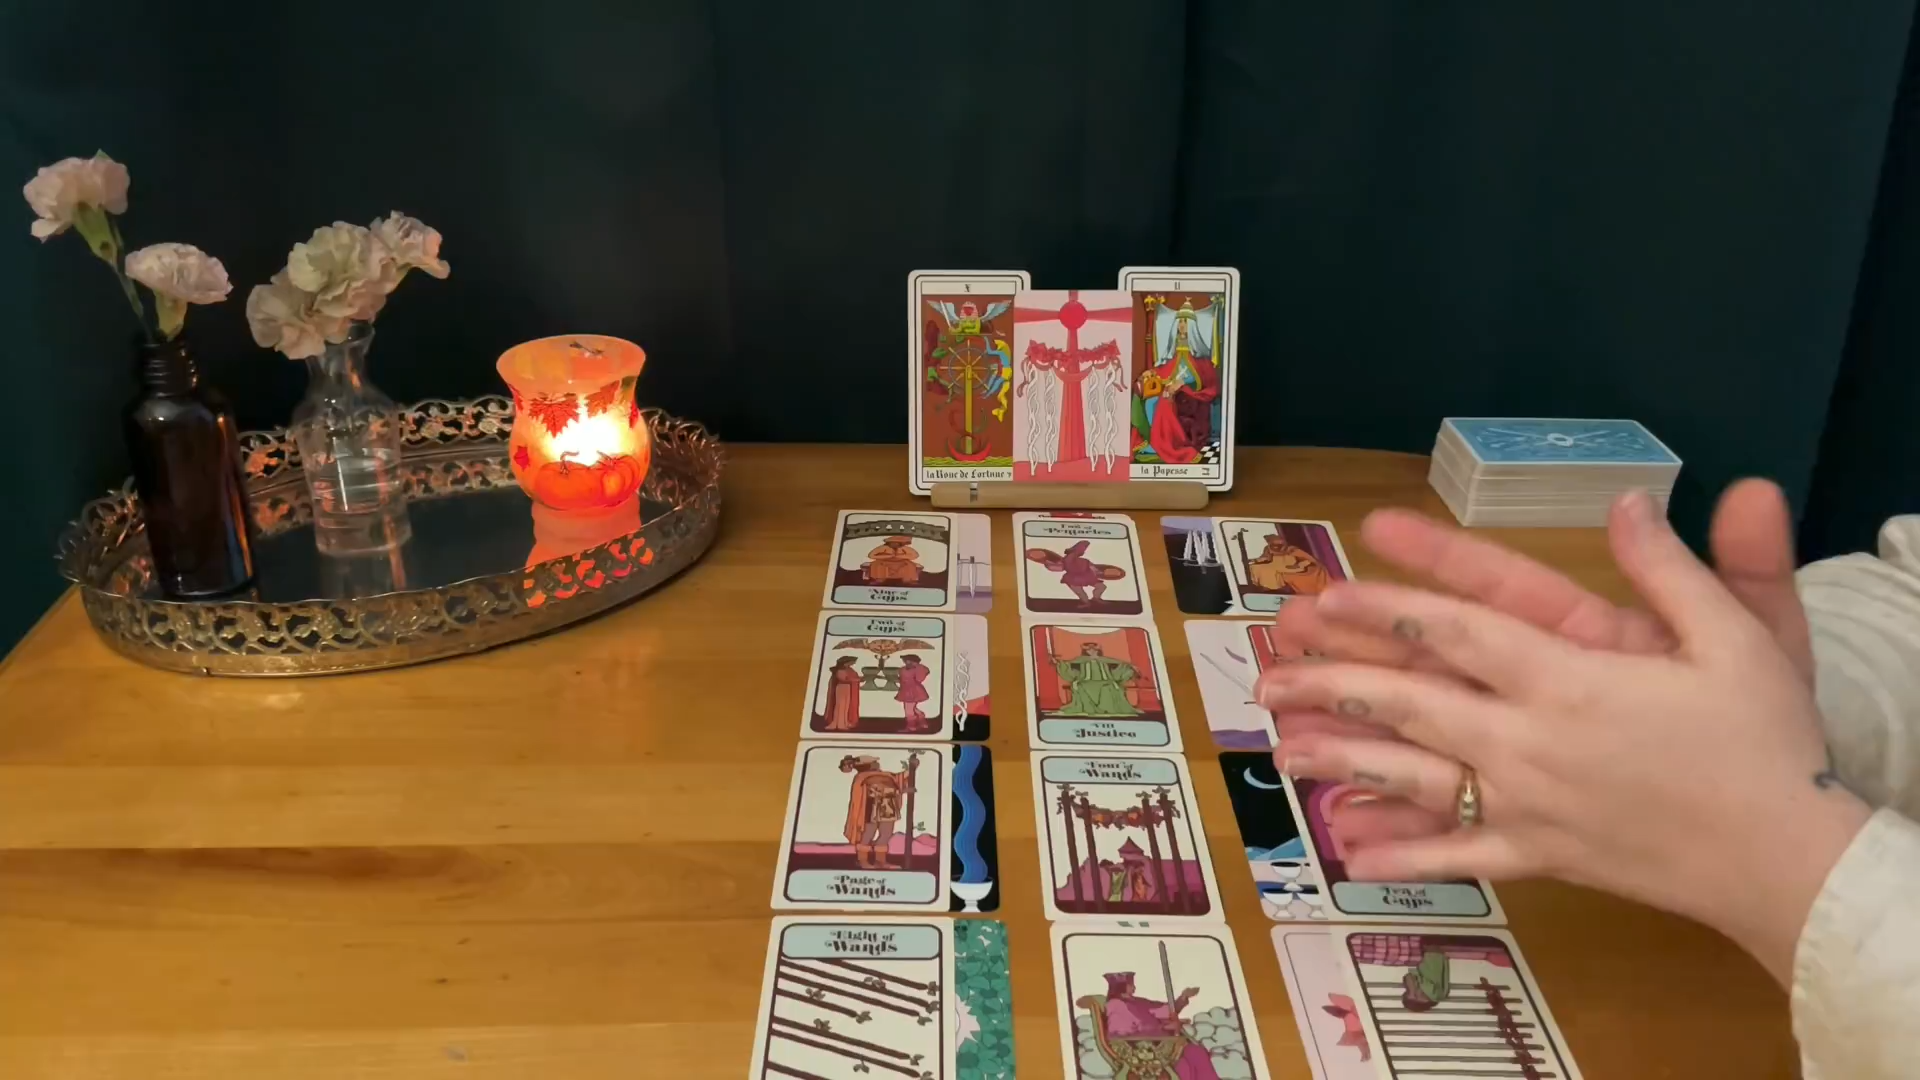 X
II
la Roue de Fortune
la Papesse
Nine of
Cups
Two of
Pentacles
Two of
Cups
VIII
Justice
Page of
Wands
Four of
Wands
Ten of
Cups
Eight of
Wands